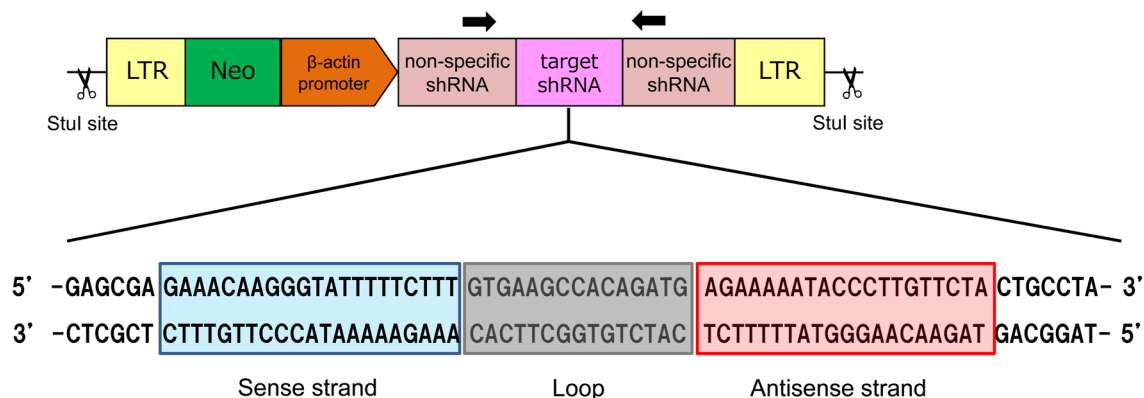 LTR Neo β-actin promoter non-specific shRNA target shRNA non-specific shRNA LTR
StuI site StuI site
5’ -GAGCGA GAAACAAGGGTATTTTTCTTT GTGAAGCCACAGATG AGAAAAATACCCTTGTTCTA CTGCCTA- 3’
3’ -CTCGCT CTTTGTTCCCATAAAAAGAAA CACTTCGGTGTCTAC TCTTTTTATGGGAACAAGAT GACGGAT- 5’
Sense strand Loop Antisense strand